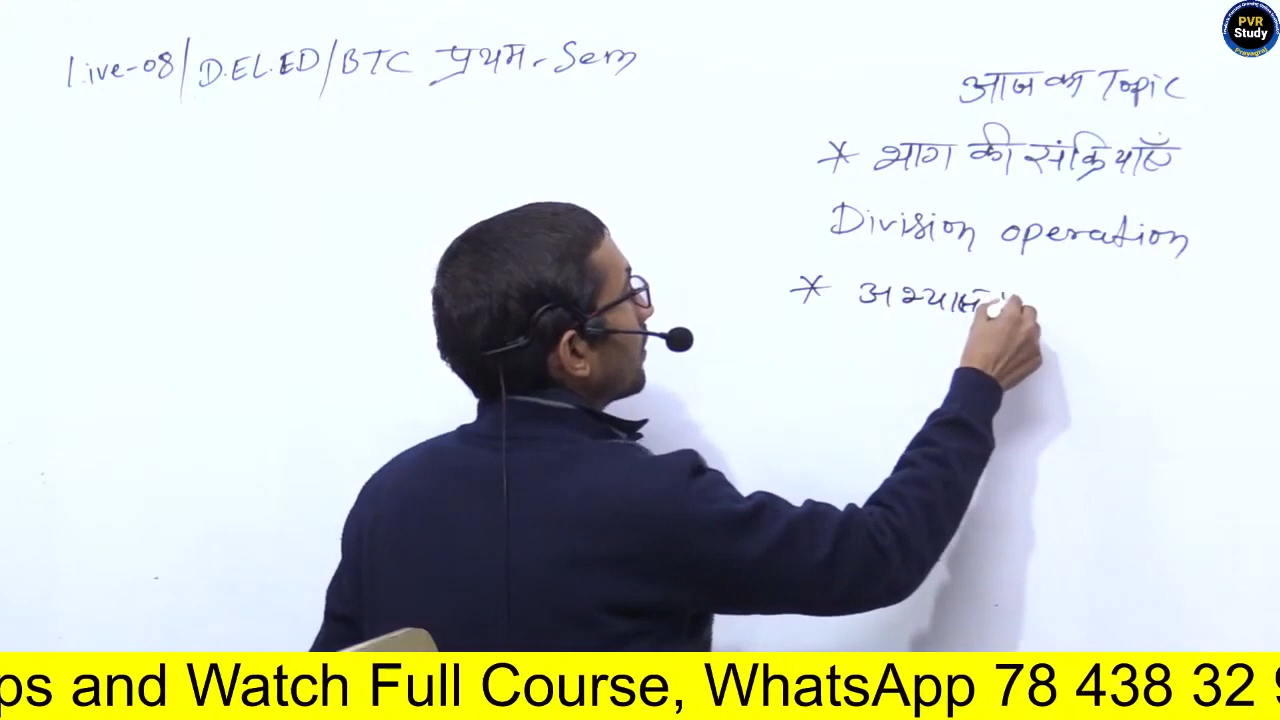 Live-08/D.EL.ED/BTC प्रथम. Sem
PVR
Study
Prayagraj
आज का Topic
* भाग की संक्रियाएँ
Division operation
* अभ्यास
ps and Watch Full Course, WhatsApp 78 438 32